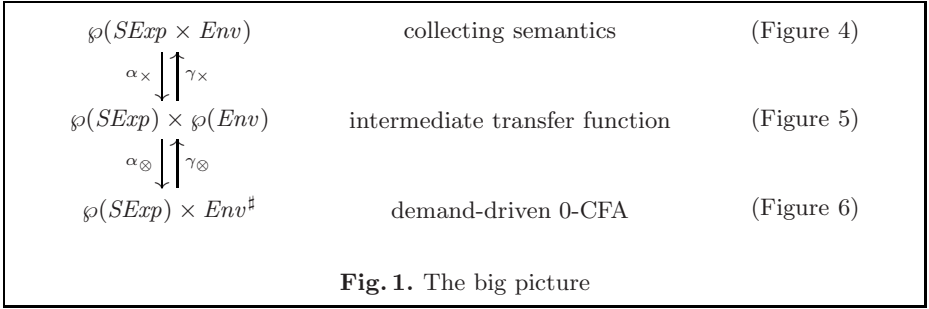 ℘(SExp × Env) collecting semantics (Figure 4)
α× γ×
℘(SExp) × ℘(Env) intermediate transfer function (Figure 5)
α⊗ γ⊗
℘(SExp) × Env♯ demand-driven 0-CFA (Figure 6)
Fig. 1. The big picture